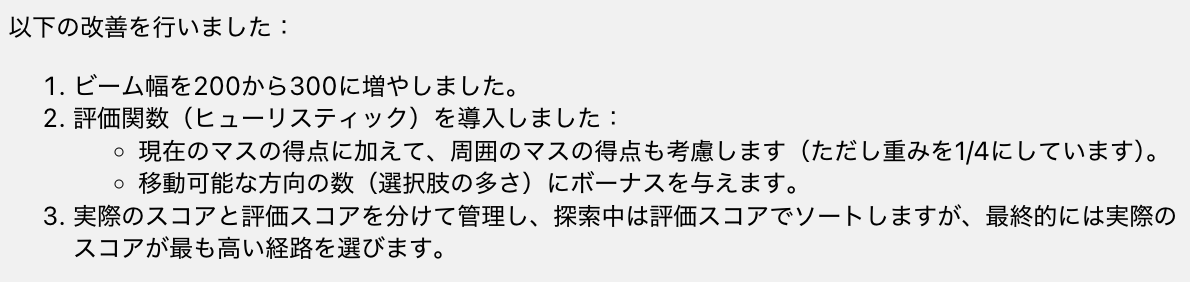 以下の改善を行いました：
1. ビーム幅を200から300に増やしました。
2. 評価関数（ヒューリスティック）を導入しました：
○ 現在のマスの得点に加えて、周囲のマスの得点も考慮します（ただし重みを1/4にしています）。
○ 移動可能な方向の数（選択肢の多さ）にボーナスを与えます。
3. 実際のスコアと評価スコアを分けて管理し、探索中は評価スコアでソートしますが、最終的には実際の
スコアが最も高い経路を選びます。